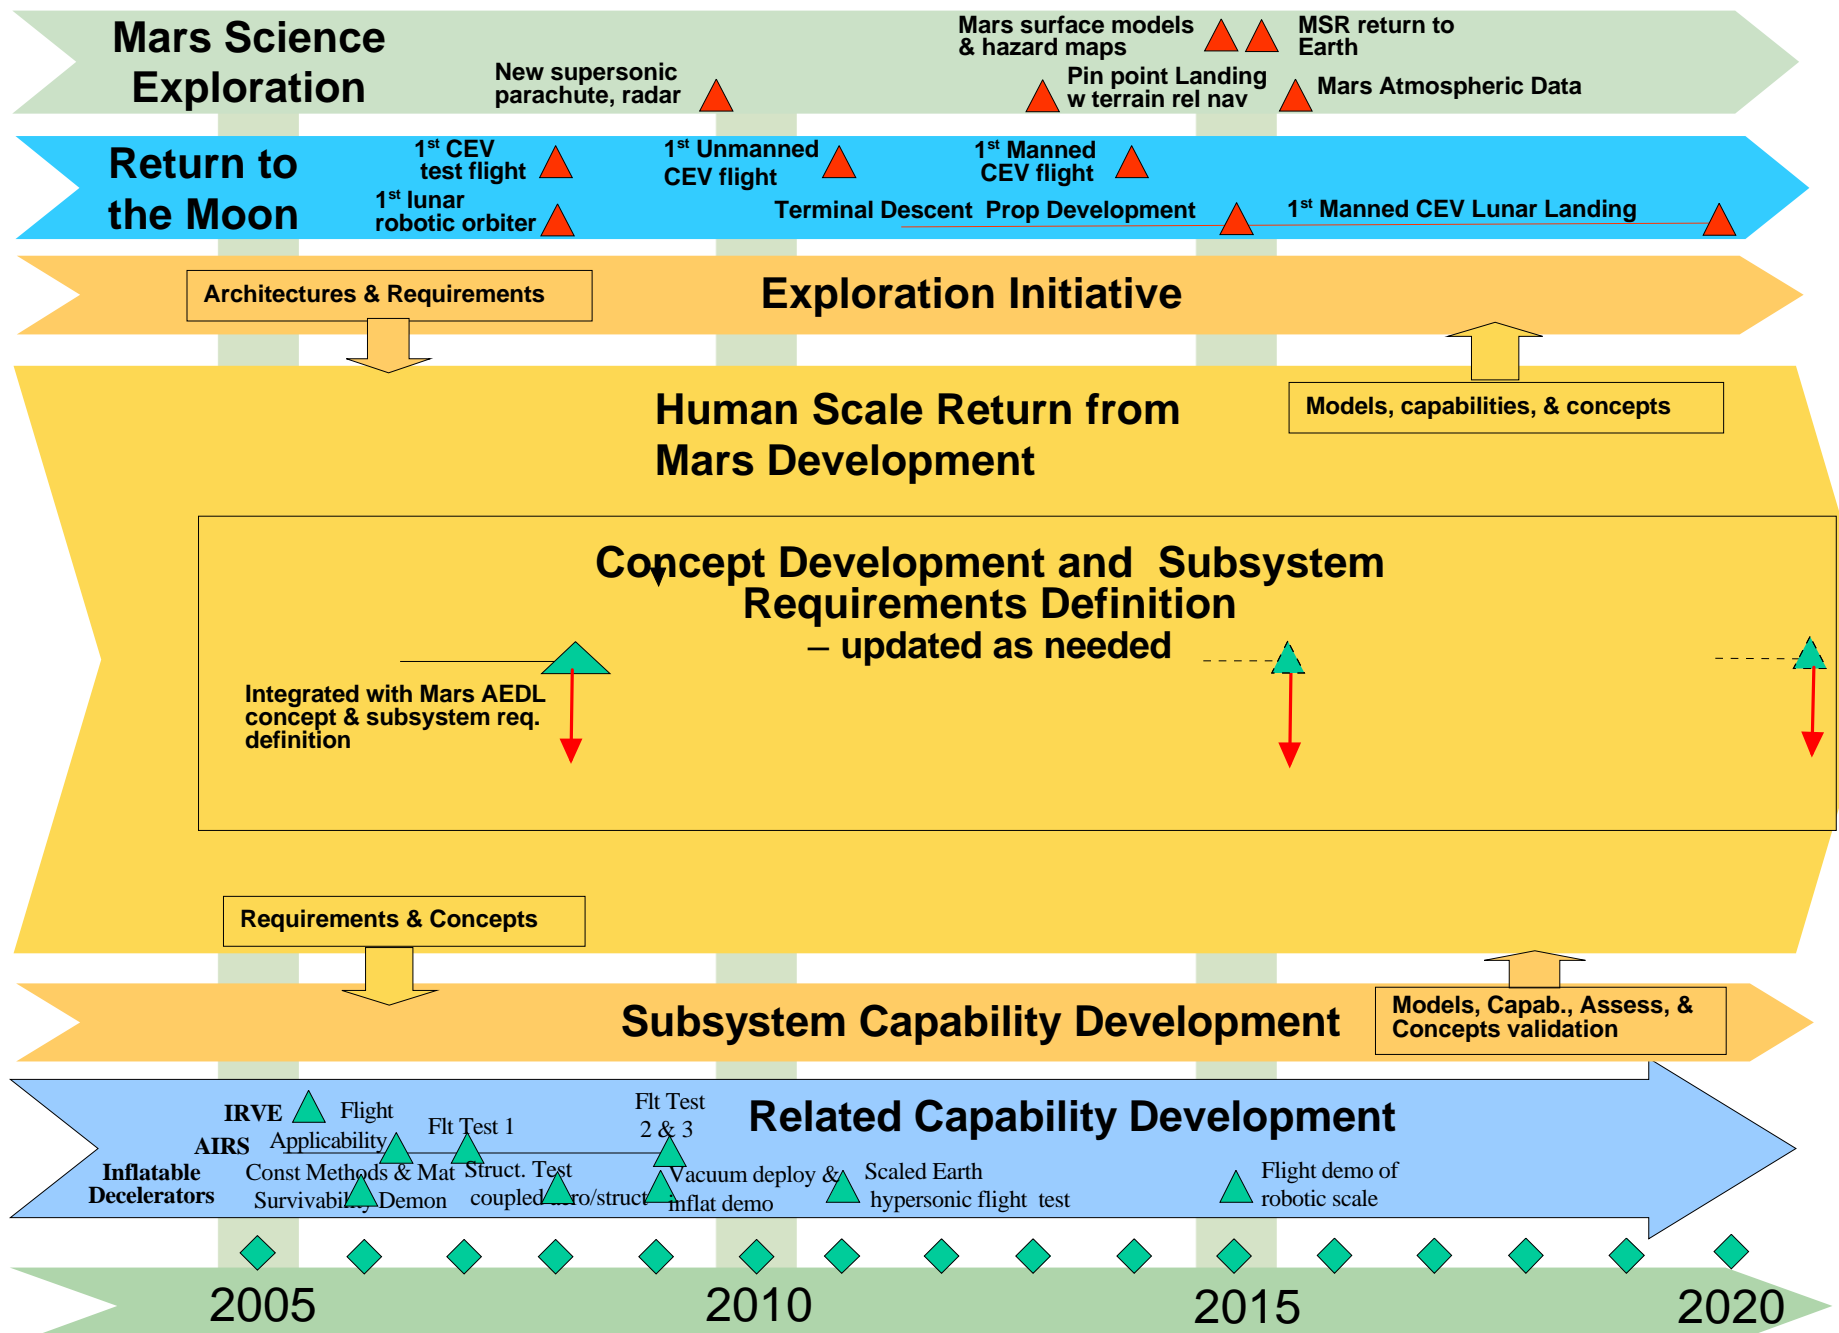 Mars Science
Exploration
New supersonic
parachute, radar
Mars surface models
& hazard maps
MSR return to
Earth
Pin point Landing
w terrain rel nav
Mars Atmospheric Data
Return to
the Moon
1st CEV
test flight
1st lunar
robotic orbiter
1st Unmanned
CEV flight
1st Manned
CEV flight
Terminal Descent Prop Development
1st Manned CEV Lunar Landing
Architectures & Requirements
Exploration Initiative
Models, capabilities, & concepts
Human Scale Return from
Mars Development
Concept Development and Subsystem
Requirements Definition
– updated as needed
Integrated with Mars AEDL
concept & subsystem req.
definition
Requirements & Concepts
Subsystem Capability Development
Models, Capab., Assess, &
Concepts validation
Related Capability Development
IRVE
Flight
Applicability
AIRS
Flt Test 1
Flt Test
2 & 3
Inflatable
Decelerators
Const Methods & Mat
Survivability Demon
Struct. Test
coupled aero/struct
Vacuum deploy &
inflat demo
Scaled Earth
hypersonic flight test
Flight demo of
robotic scale
2005
2010
2015
2020